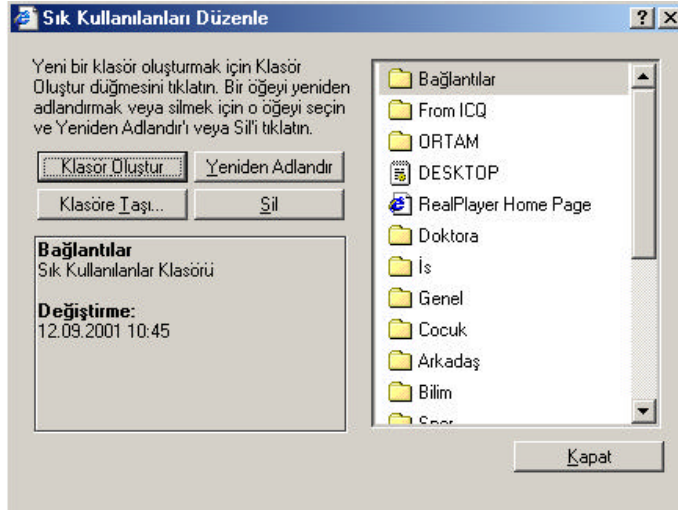 Sık Kullanılanları Düzenle
Yeni bir klasör oluşturmak için Klasör
Oluştur düğmesini tıklatın. Bir öğeyi yeniden
adlandırmak veya silmek için o öğeyi seçin
ve Yeniden Adlandır'ı veya Sil'i tıklatın.
Klasör Oluştur
Yeniden Adlandır
Klasöre Taşı...
Sil
Bağlantılar
Sık Kullanılanlar Klasörü
Değiştirme:
12.09.2001 10:45
Bağlantılar
From ICQ
ORTAM
DESKTOP
RealPlayer Home Page
Doktora
İs
Genel
Cocuk
Arkadaş
Bilim
Kapat